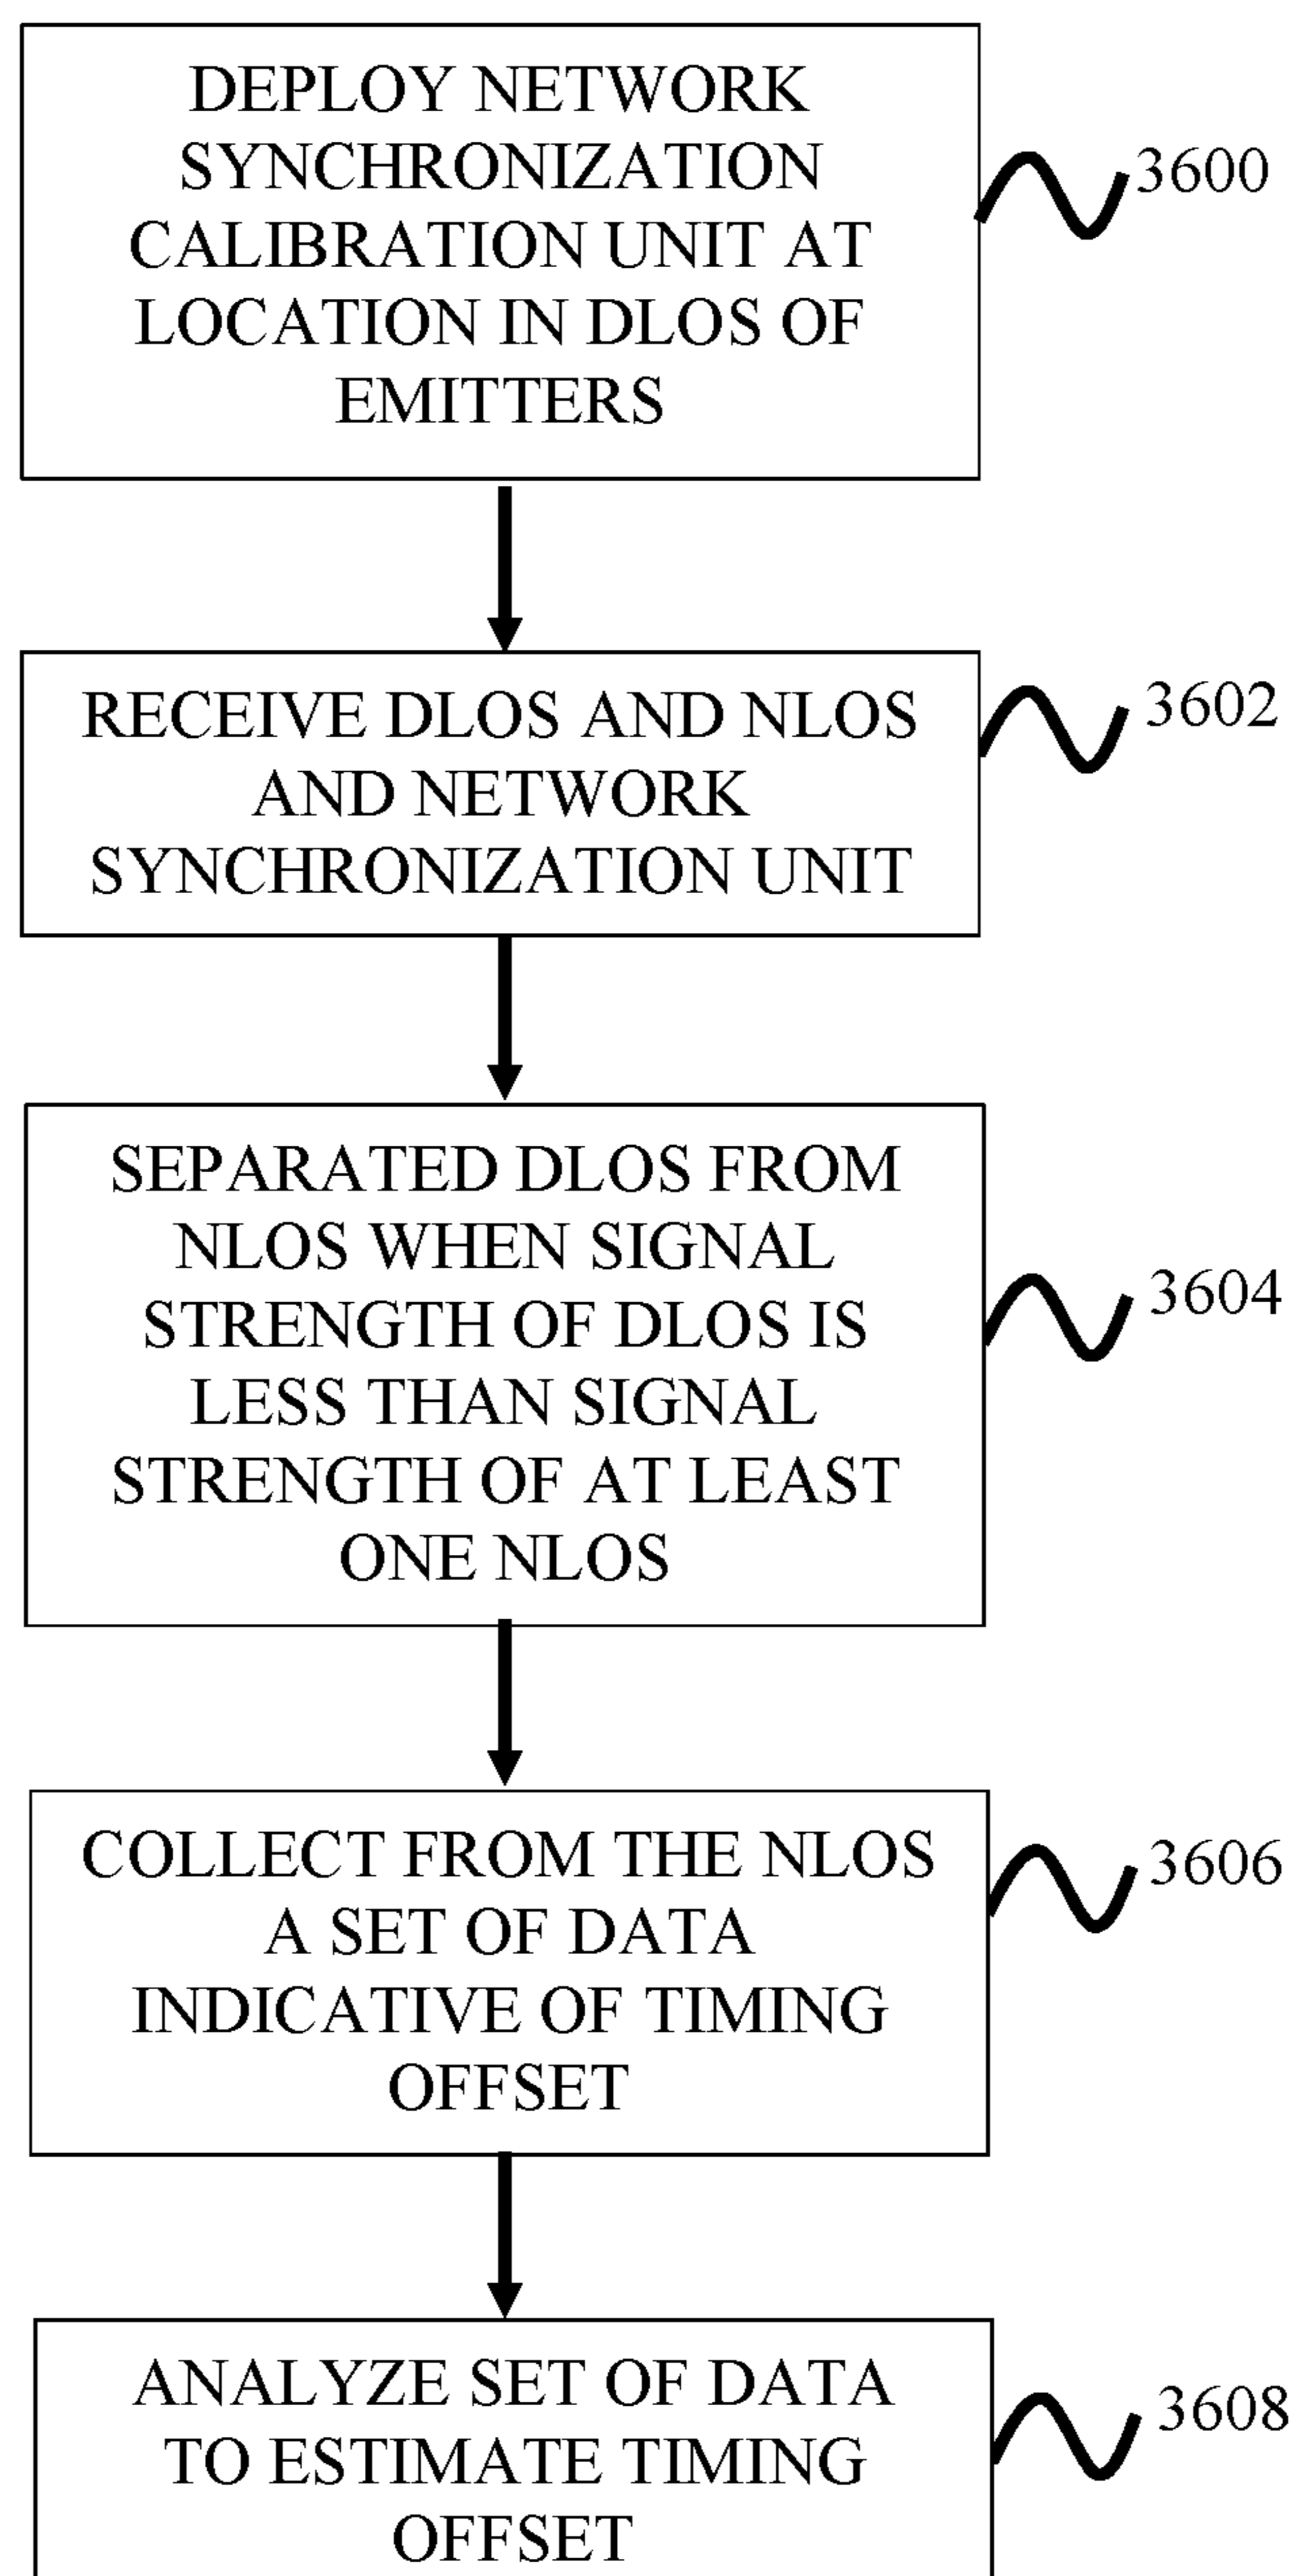 DEPLOY NETWORK
SYNCHRONIZATION
CALIBRATION UNIT AT
LOCATION IN DLOS OF
EMITTERS
3600
RECEIVE DLOS AND NLOS
AND NETWORK
SYNCHRONIZATION UNIT
3602
SEPARATED DLOS FROM
NLOS WHEN SIGNAL
STRENGTH OF DLOS IS
LESS THAN SIGNAL
STRENGTH OF AT LEAST
ONE NLOS
3604
COLLECT FROM THE NLOS
A SET OF DATA
INDICATIVE OF TIMING
OFFSET
3606
ANALYZE SET OF DATA
TO ESTIMATE TIMING
OFFSET
3608